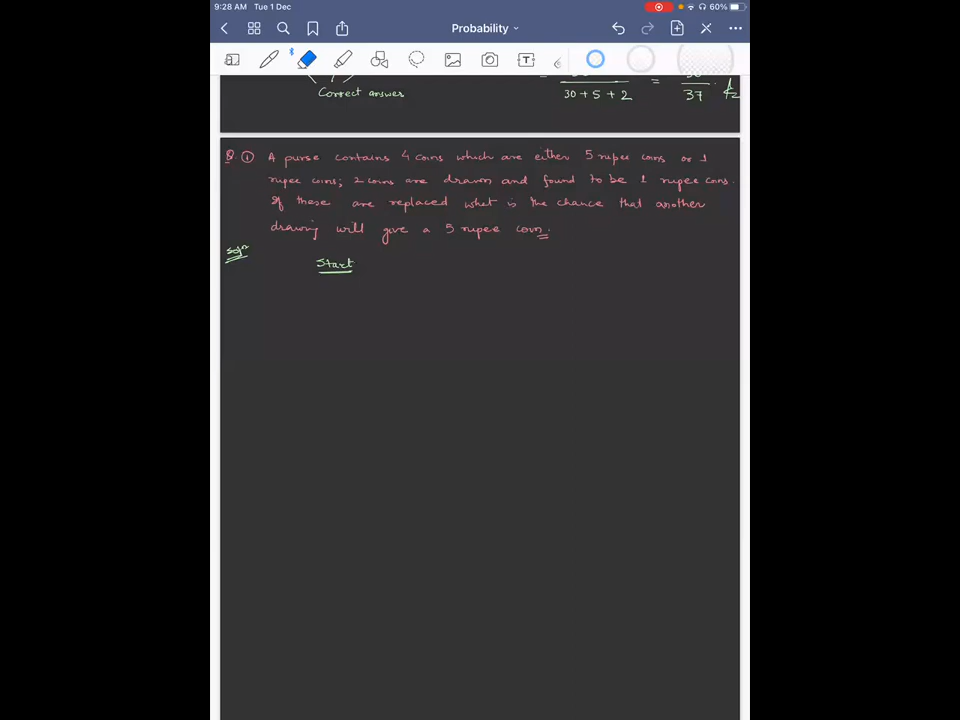 9:28 AM Tue 1 Dec
60%
Probability
T
Correct answer
30 + 5 + 2 = 37
Q. ① A purse contains 4 coins which are either 5 rupee coins or 1
rupee coins; 2 coins are drawn and found to be 1 rupee coins.
If these are replaced what is the chance that another
drawing will give a 5 rupee coin.
Soln
Start